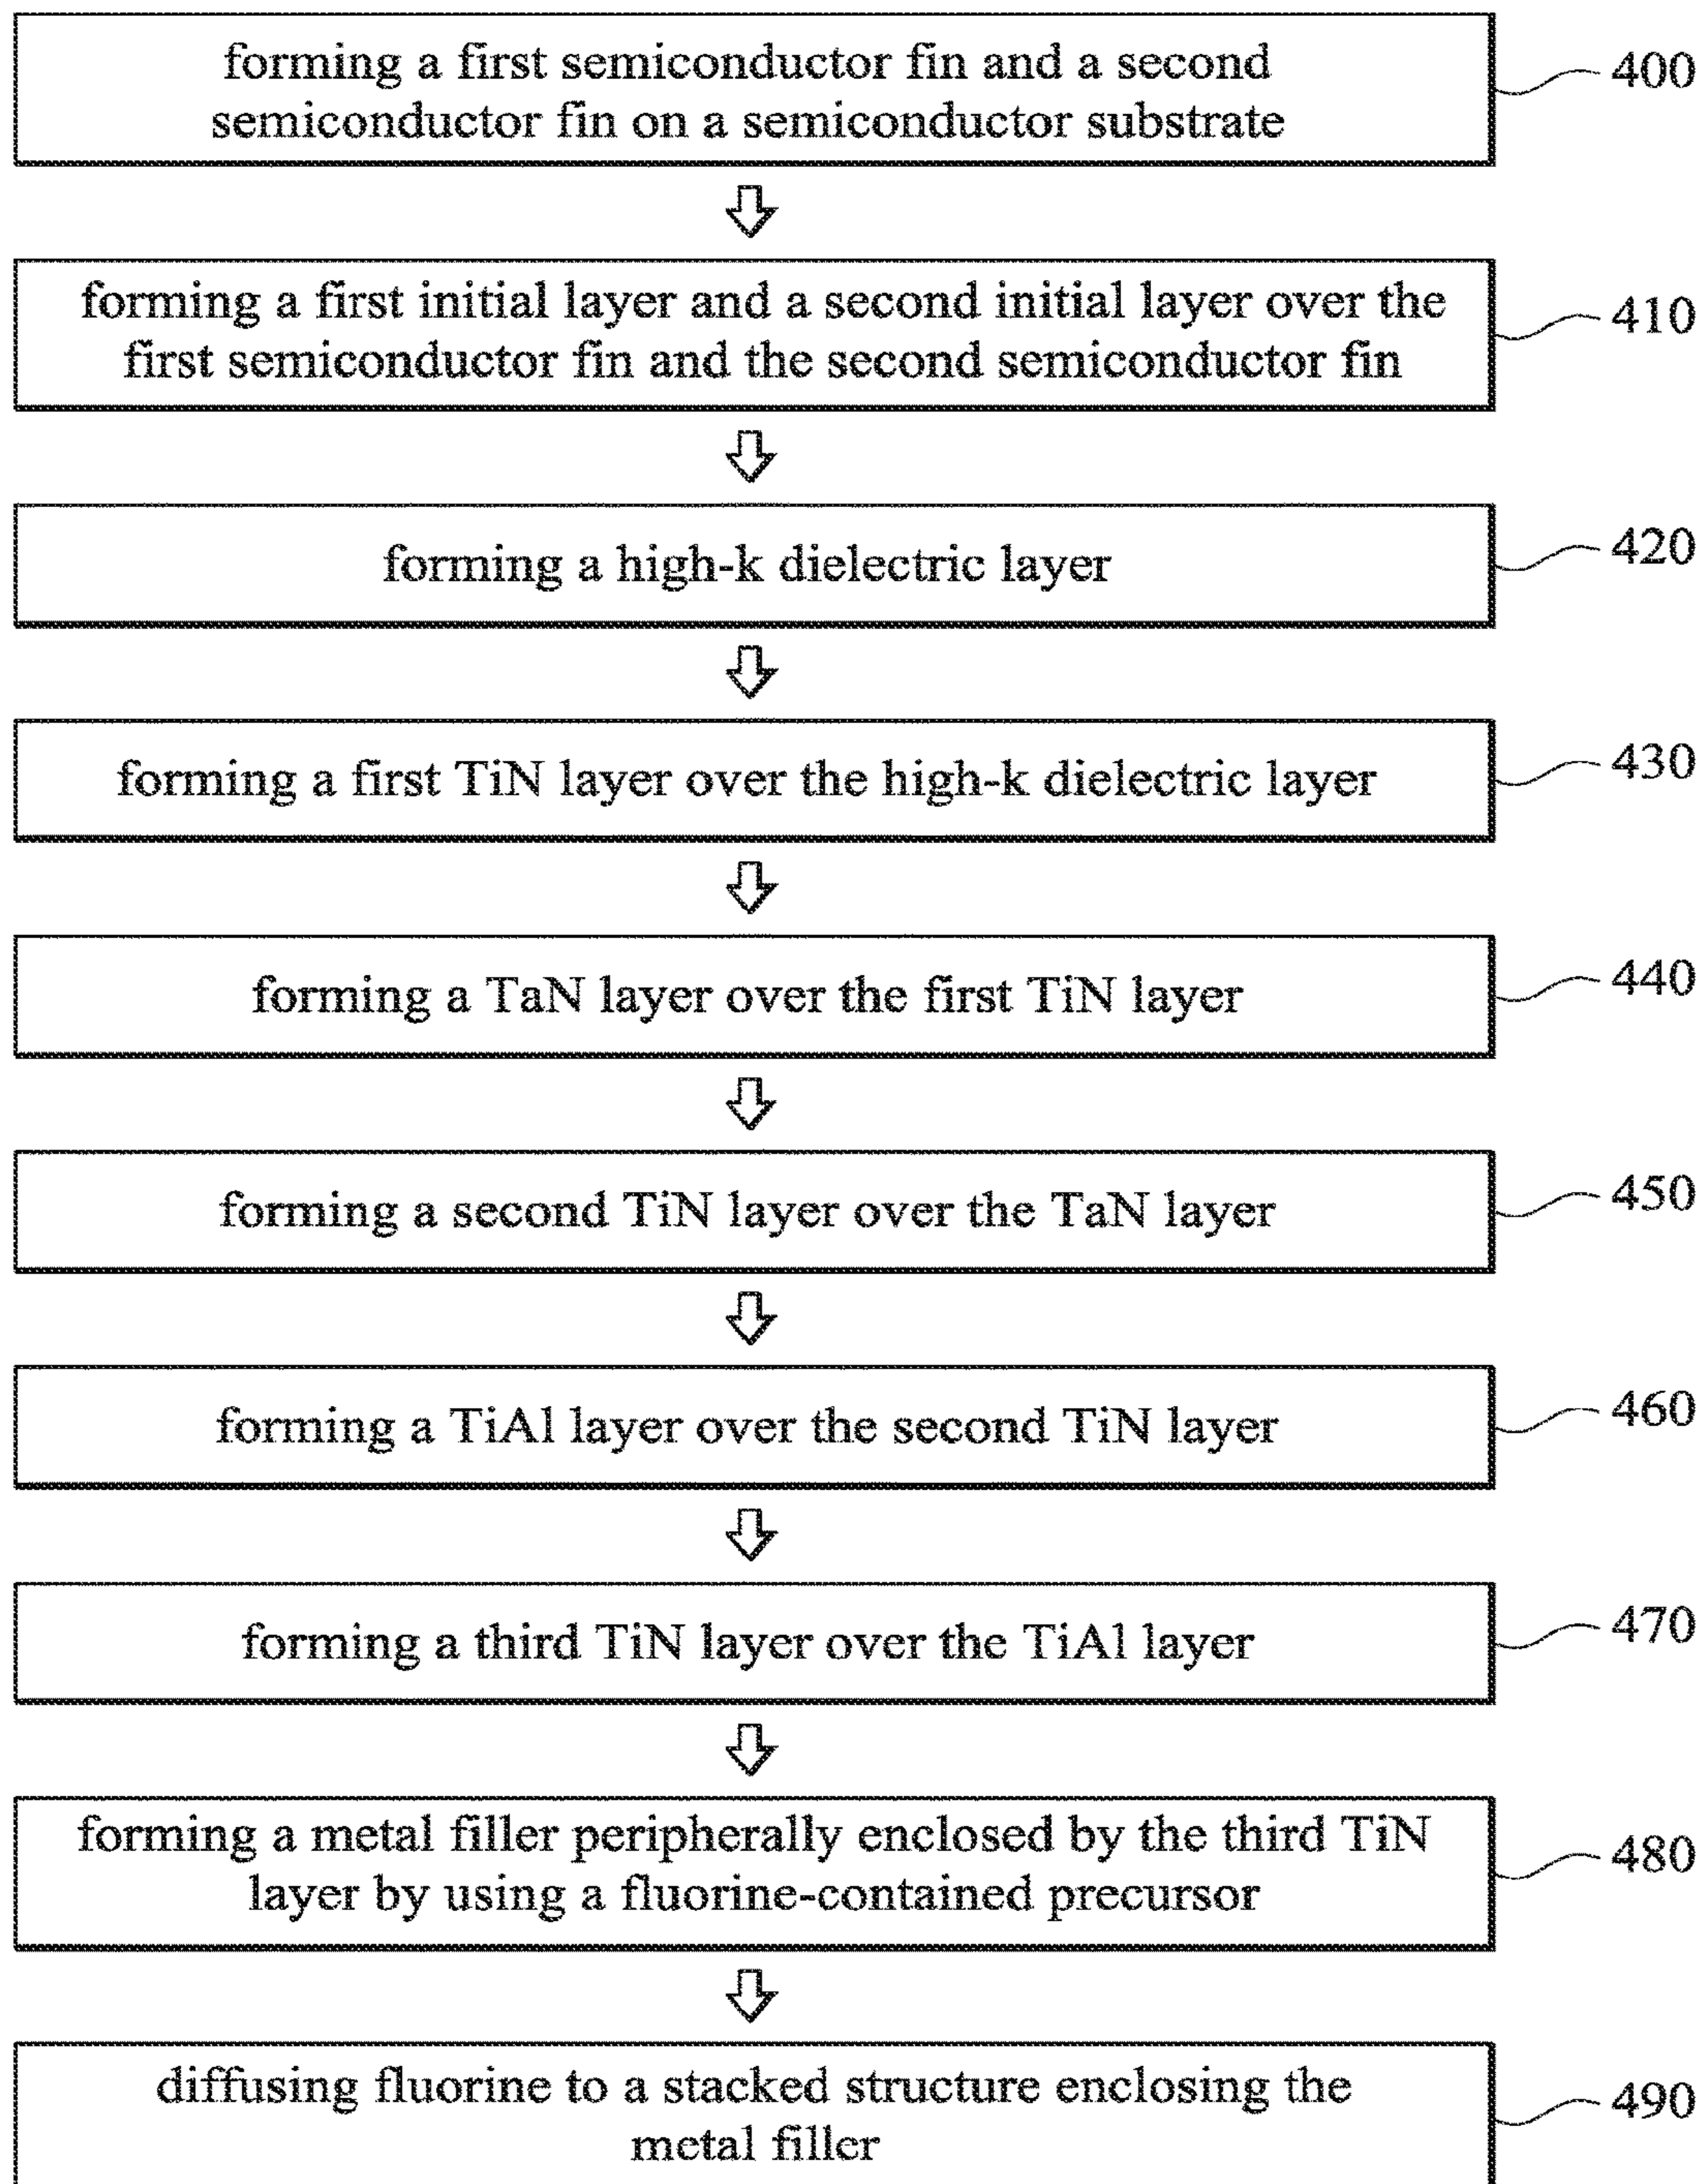 forming a first semiconductor fin and a second
semiconductor fin on a semiconductor substrate
400
forming a first initial layer and a second initial layer over the
first semiconductor fin and the second semiconductor fin
410
forming a high-k dielectric layer
420
forming a first TiN layer over the high-k dielectric layer
430
forming a TaN layer over the first TiN layer
440
forming a second TiN layer over the TaN layer
450
forming a TiAl layer over the second TiN layer
460
forming a third TiN layer over the TiAl layer
470
forming a metal filler peripherally enclosed by the third TiN
layer by using a fluorine-contained precursor
480
diffusing fluorine to a stacked structure enclosing the
metal filler
490